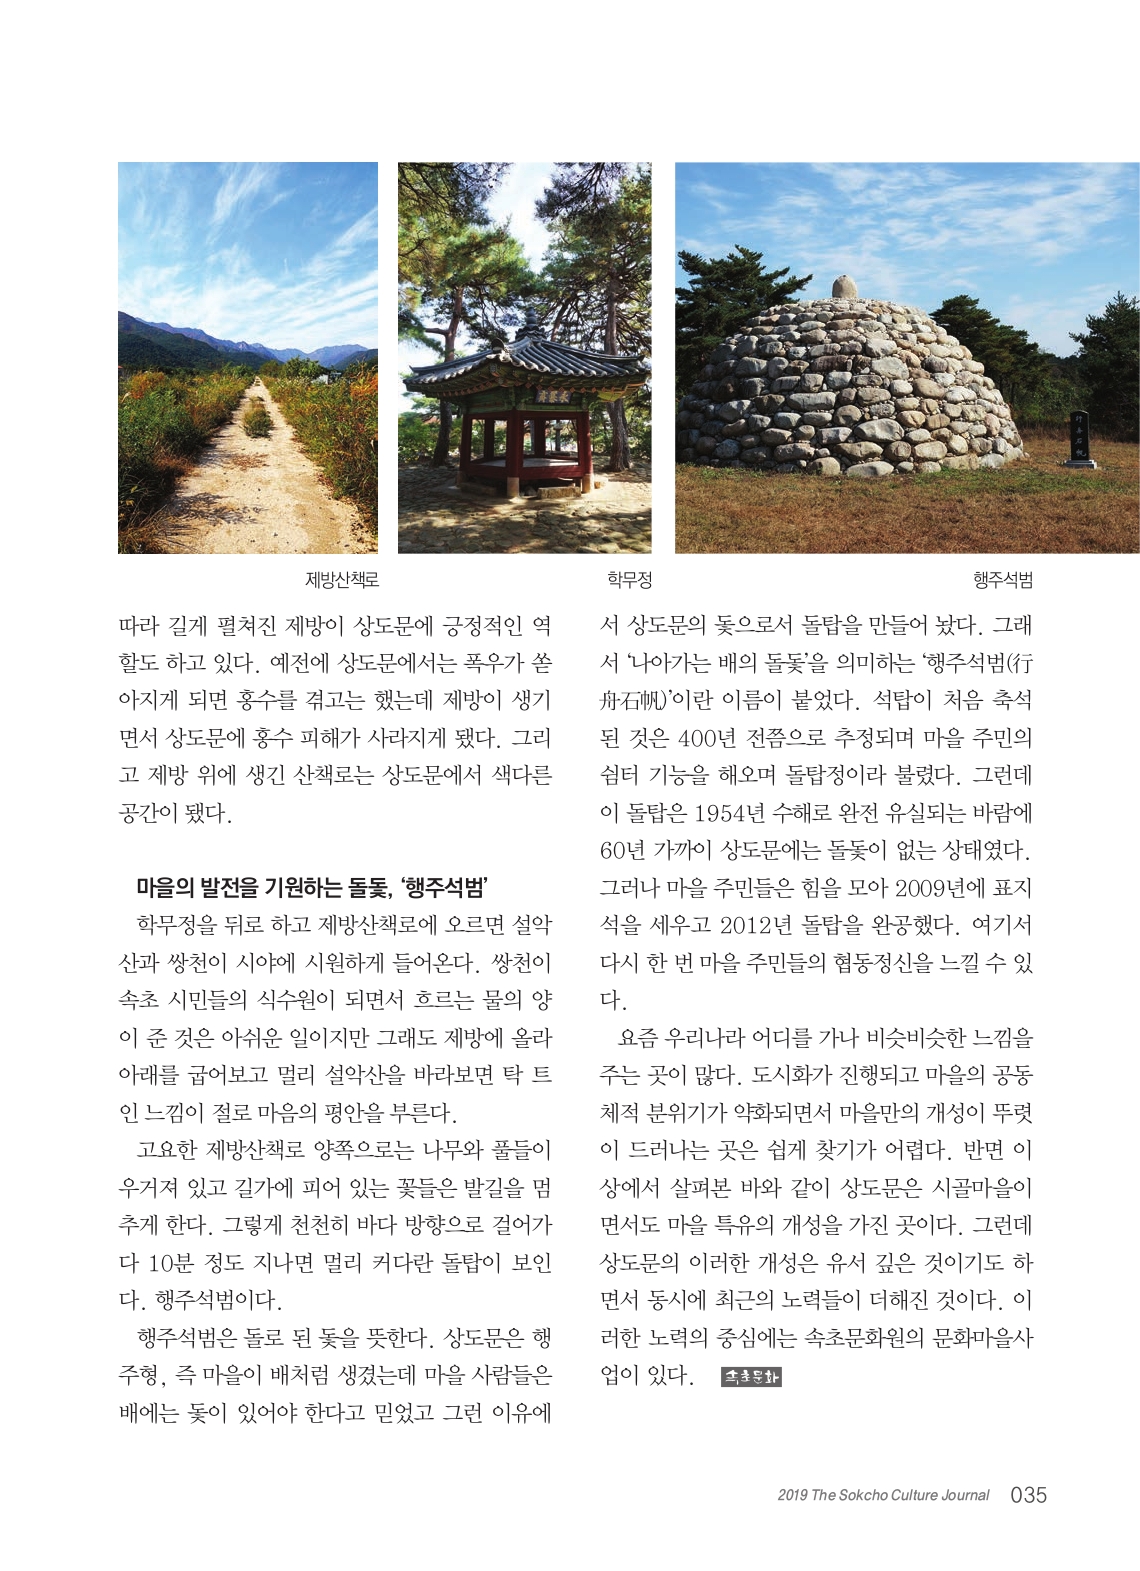 제방산책로
학무정
행주석범
따라 길게 펼쳐진 제방이 상도문에 긍정적인 역
할도 하고 있다. 예전에 상도문에서는 폭우가 쏟
아지게 되면 홍수를 겪고는 했는데 제방이 생기
면서 상도문에 홍수 피해가 사라지게 됐다. 그리
고 제방 위에 생긴 산책로는 상도문에서 색다른
공간이 됐다.
마을의 발전을 기원하는 돌돛, ‘행주석범’
학무정을 뒤로 하고 제방산책로에 오르면 설악
산과 쌍천이 시야에 시원하게 들어온다. 쌍천이
속초 시민들의 식수원이 되면서 흐르는 물의 양
이 준 것은 아쉬운 일이지만 그래도 제방에 올라
아래를 굽어보고 멀리 설악산을 바라보면 탁 트
인 느낌이 절로 마음의 평안을 부른다.
고요한 제방산책로 양쪽으로는 나무와 풀들이
우거져 있고 길가에 피어 있는 꽃들은 발길을 멈
추게 한다. 그렇게 천천히 바다 방향으로 걸어가
다 10분 정도 지나면 멀리 커다란 돌탑이 보인
다. 행주석범이다.
행주석범은 돌로 된 돛을 뜻한다. 상도문은 행
주형, 즉 마을이 배처럼 생겼는데 마을 사람들은
배에는 돛이 있어야 한다고 믿었고 그런 이유에
서 상도문의 돛으로서 돌탑을 만들어 놨다. 그래
서 ‘나아가는 배의 돌돛’을 의미하는 ‘행주석범(行
舟石帆)’이란 이름이 붙었다. 석탑이 처음 축석
된 것은 400년 전쯤으로 추정되며 마을 주민의
쉼터 기능을 해오며 돌탑정이라 불렸다. 그런데
이 돌탑은 1954년 수해로 완전 유실되는 바람에
60년 가까이 상도문에는 돌돛이 없는 상태였다.
그러나 마을 주민들은 힘을 모아 2009년에 표지
석을 세우고 2012년 돌탑을 완공했다. 여기서
다시 한 번 마을 주민들의 협동정신을 느낄 수 있
다.
요즘 우리나라 어디를 가나 비슷비슷한 느낌을
주는 곳이 많다. 도시화가 진행되고 마을의 공동
체적 분위기가 약화되면서 마을만의 개성이 뚜렷
이 드러나는 곳은 쉽게 찾기가 어렵다. 반면 이
상에서 살펴본 바와 같이 상도문은 시골마을이
면서도 마을 특유의 개성을 가진 곳이다. 그런데
상도문의 이러한 개성은 유서 깊은 것이기도 하
면서 동시에 최근의 노력들이 더해진 것이다. 이
러한 노력의 중심에는 속초문화원의 문화마을사
업이 있다. 속초문화
2019 The Sokcho Culture Journal 035